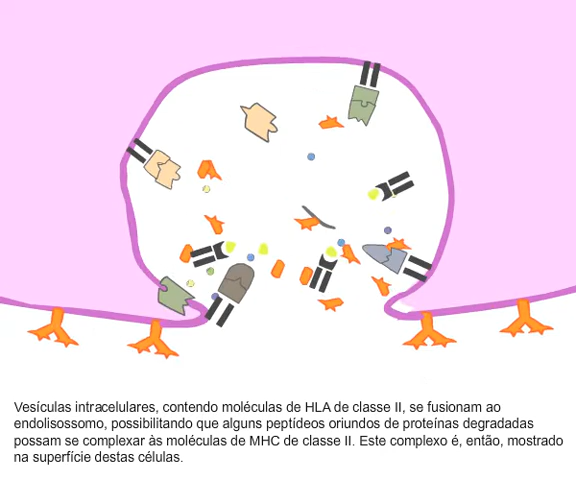 Vesículas intracelulares, contendo moléculas de HLA de classe II, se fusionam ao
endolisossomo, possibilitando que alguns peptídeos oriundos de proteínas degradadas
possam se complexar às moléculas de MHC de classe II. Este complexo é, então, mostrado
na superfície destas células.